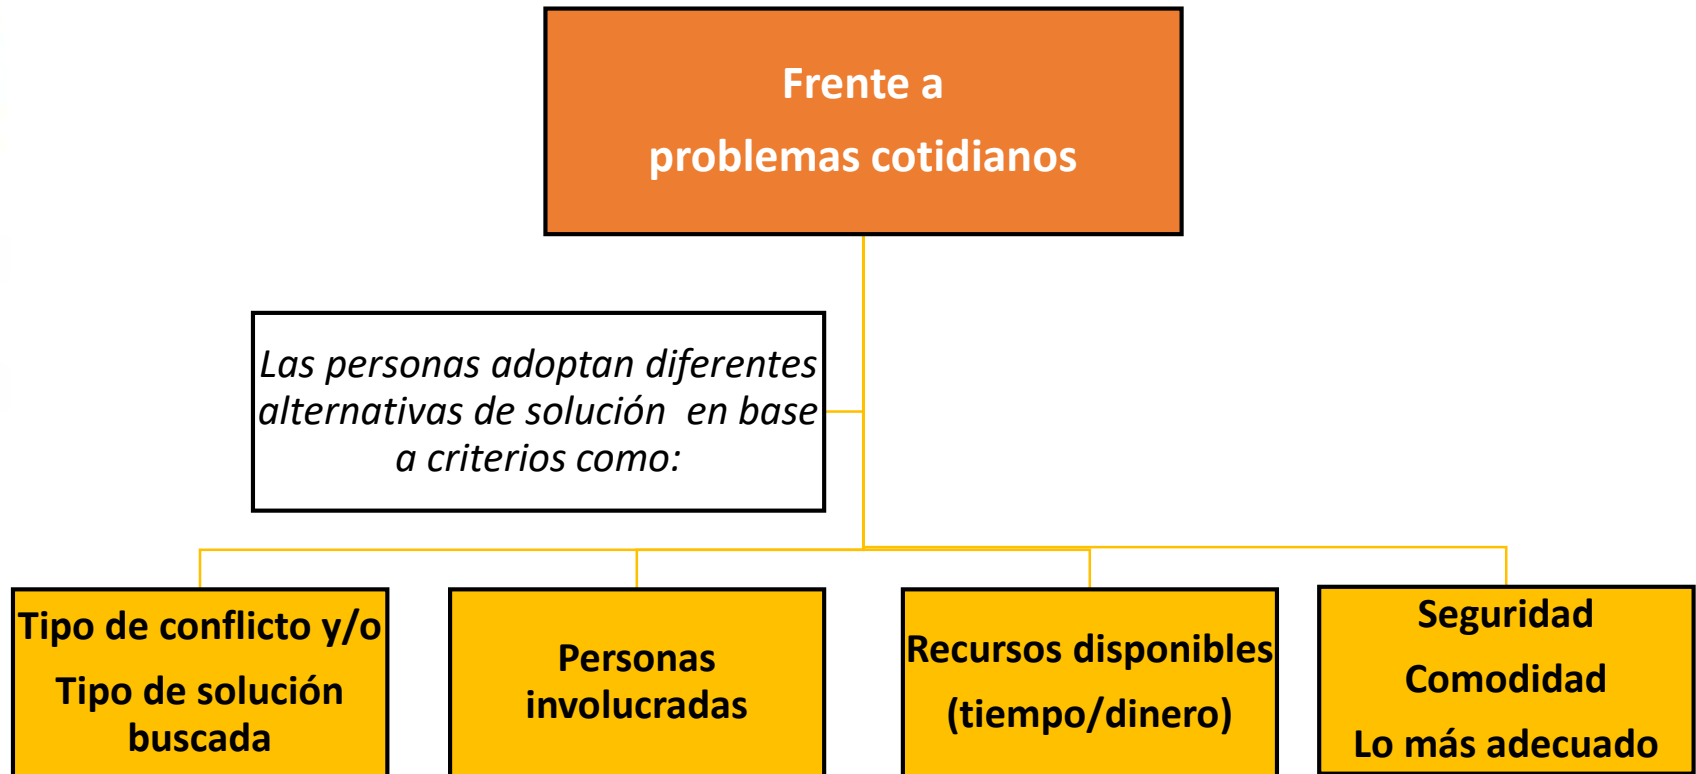 Frente a
problemas cotidianos
Las personas adoptan diferentes
alternativas de solución  en base
a criterios como:
Tipo de conflicto y/o
Tipo de solución
buscada
Personas
involucradas
Recursos disponibles
(tiempo/dinero)
Seguridad
Comodidad
Lo más adecuado